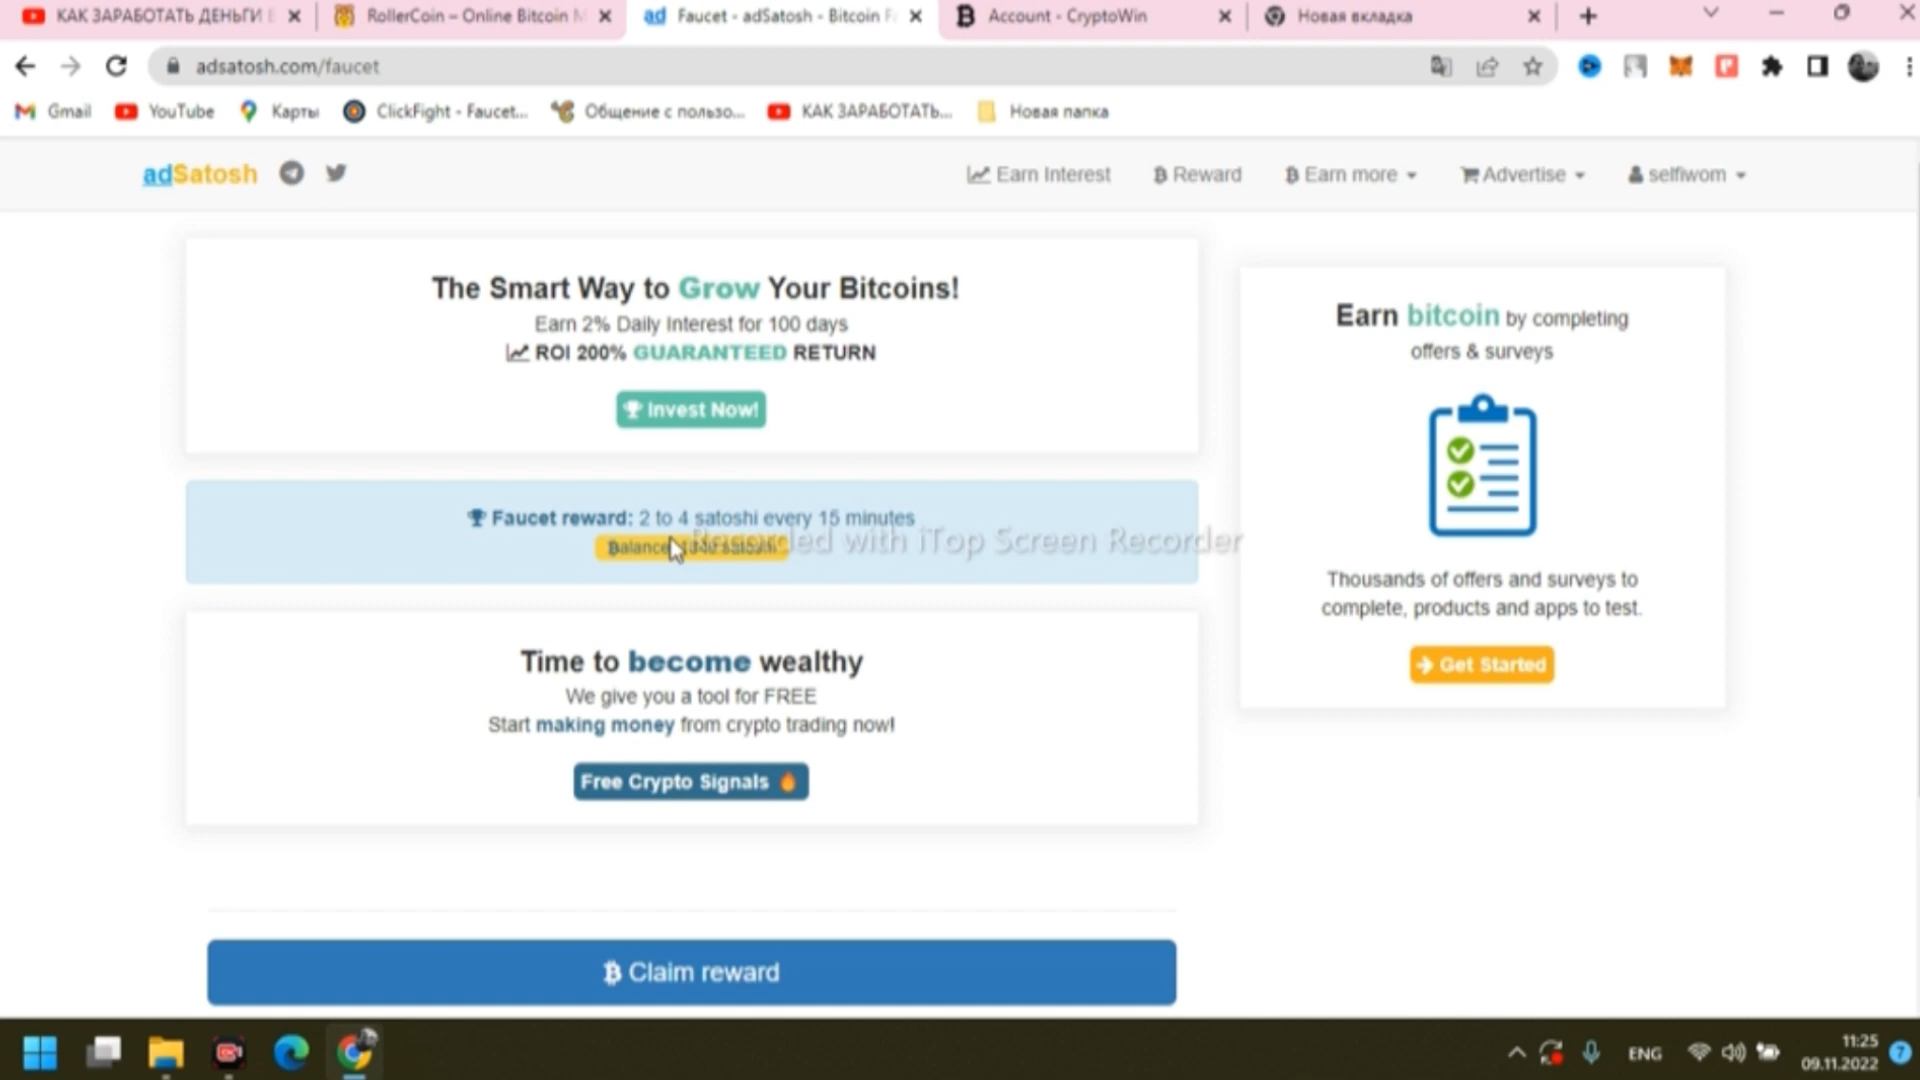 КАК ЗАРАБОТАТЬ ДЕНЬГИ
RollerCoin – Online Bitcoin M
ad Faucet - adSatosh - Bitcoin F
Account - CryptoWin
Новая вкладка
adsatosh.com/faucet
Gmail
YouTube
Карты
ClickFight - Faucet...
Общение с пользо...
КАК ЗАРАБОТАТЬ...
Новая папка
adSatosh
Earn Interest
Reward
Earn more
Advertise
selfiwom
The Smart Way to Grow Your Bitcoins!
Earn 2% Daily Interest for 100 days
ROI 200% GUARANTEED RETURN
Invest Now!
Faucet reward: 2 to 4 satoshi every 15 minutes
Balance satoshi
Recorded with iTop Screen Recorder
Time to become wealthy
We give you a tool for FREE
Start making money from crypto trading now!
Free Crypto Signals
Claim reward
Earn bitcoin by completing
offers & surveys
Thousands of offers and surveys to
complete, products and apps to test.
Get Started
ENG
11:25
09.11.2022
7